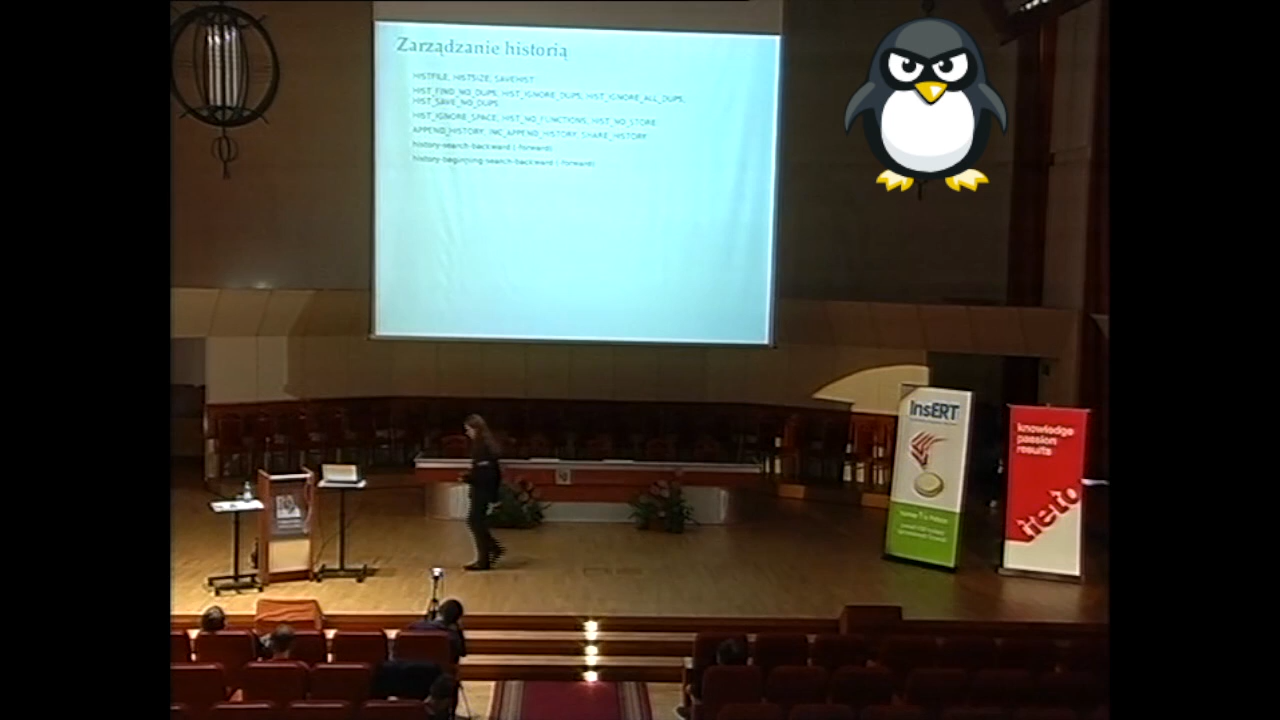 Zarządzanie historią
HISTFILE, HISTSIZE, SAVEHIST
HIST_FIND_NO_DUPS, HIST_IGNORE_DUPS, HIST_IGNORE_ALL_DUPS,
HIST_SAVE_NO_DUPS
HIST_IGNORE_SPACE, HIST_NO_FUNCTIONS, HIST_NO_STORE
APPEND_HISTORY, INC_APPEND_HISTORY, SHARE_HISTORY
history-search-backward (-forward)
history-beginning-search-backward (-forward)
InsERT
knowledge
passion
results
tieto